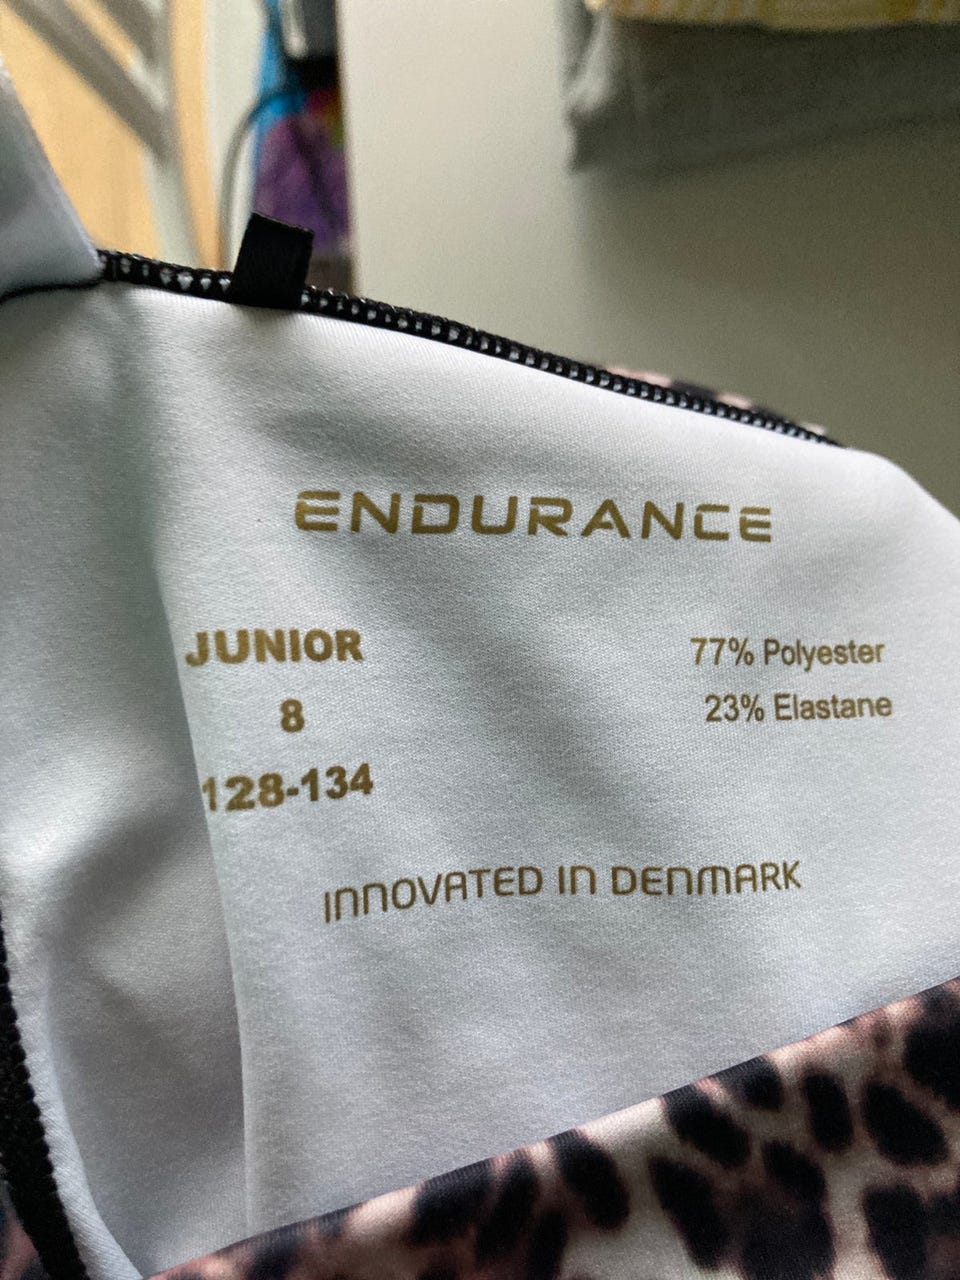 ENDURANCE
JUNIOR
8
128-134
77% Polyester
23% Elastane
INNOVATED IN DENMARK